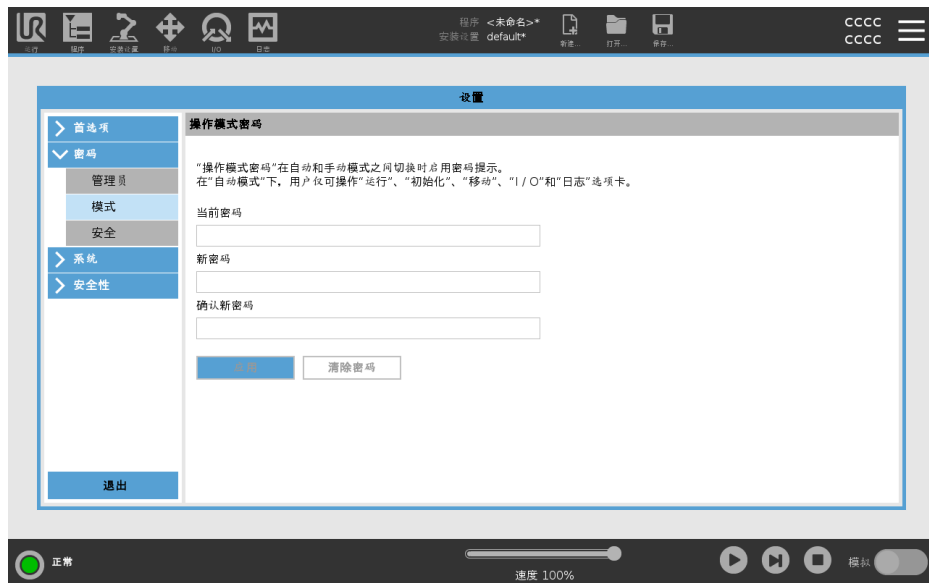 UR
程序 <未命名>*
CCCC
安装设置 default*
CCCC
运行 程序 安装设置 移动 I/O 日志 新建... 打开... 保存...
设置
首选项
操作模式密码
密码
"操作模式密码"在自动和手动模式之间切换时启用密码提示。
管理员
在"自动模式"下，用户仅可操作"运行"、"初始化"、"移动"、"I / O"和"日志"选项卡。
模式
当前密码
安全
系统
新密码
安全性
确认新密码
应用 清除密码
退出
正常
模拟
速度 100%